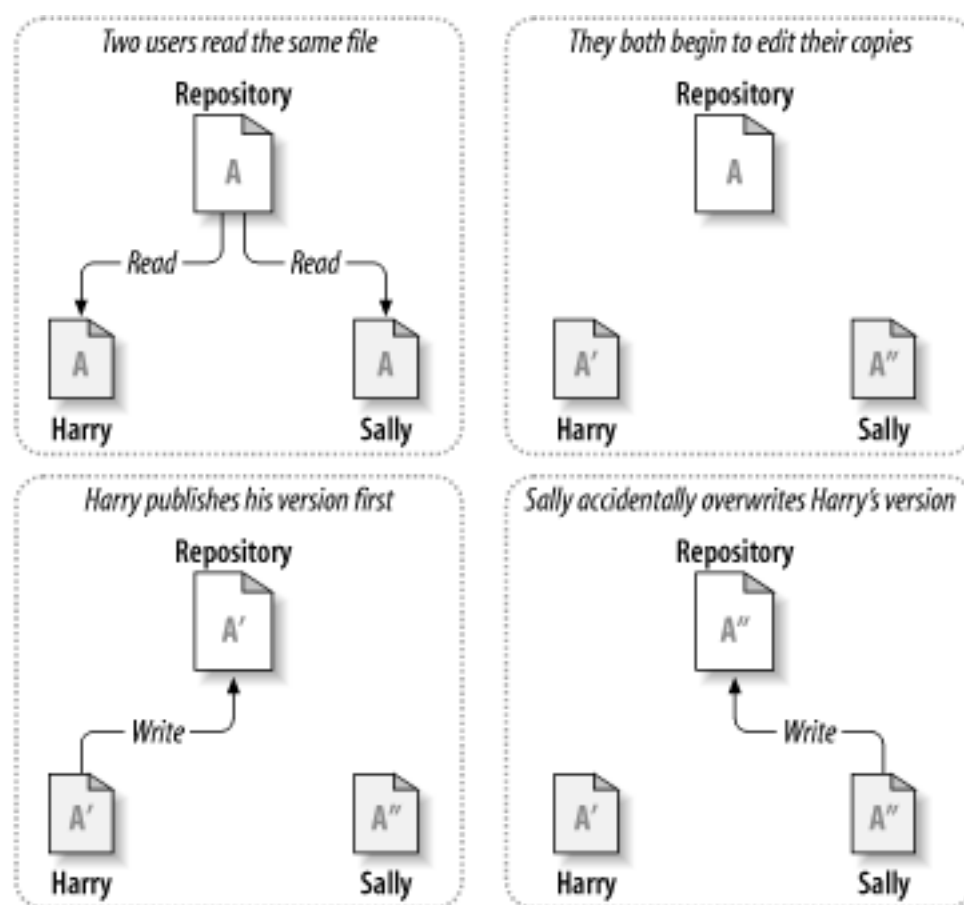 Two users read the same file
Repository
A
Read
Read
A
A
Harry
Sally
They both begin to edit their copies
Repository
A
A′
A″
Harry
Sally
Harry publishes his version first
Repository
A′
Write
A′
A″
Harry
Sally
Sally accidentally overwrites Harry's version
Repository
A″
Write
A′
A″
Harry
Sally